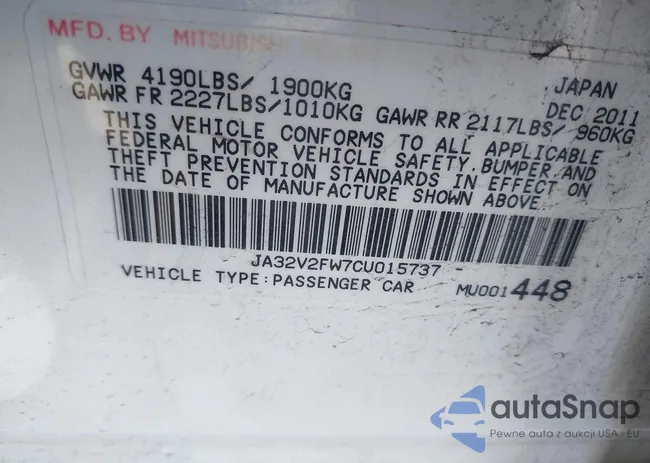 MFD. BY MITSUBISHI
GVWR 4190LBS/ 1900KG JAPAN
GAWR FR 2227LBS/1010KG GAWR RR 2117LBS/ 960KG DEC 2011
THIS VEHICLE CONFORMS TO ALL APPLICABLE
FEDERAL MOTOR VEHICLE SAFETY,BUMPER,AND
THEFT PREVENTION STANDARDS IN EFFECT ON
THE DATE OF MANUFACTURE SHOWN ABOVE.
JA32V2FW7CU015737
VEHICLE TYPE:PASSENGER CAR MU001448
autaSnap
Pewne auta z aukcji USA i EU